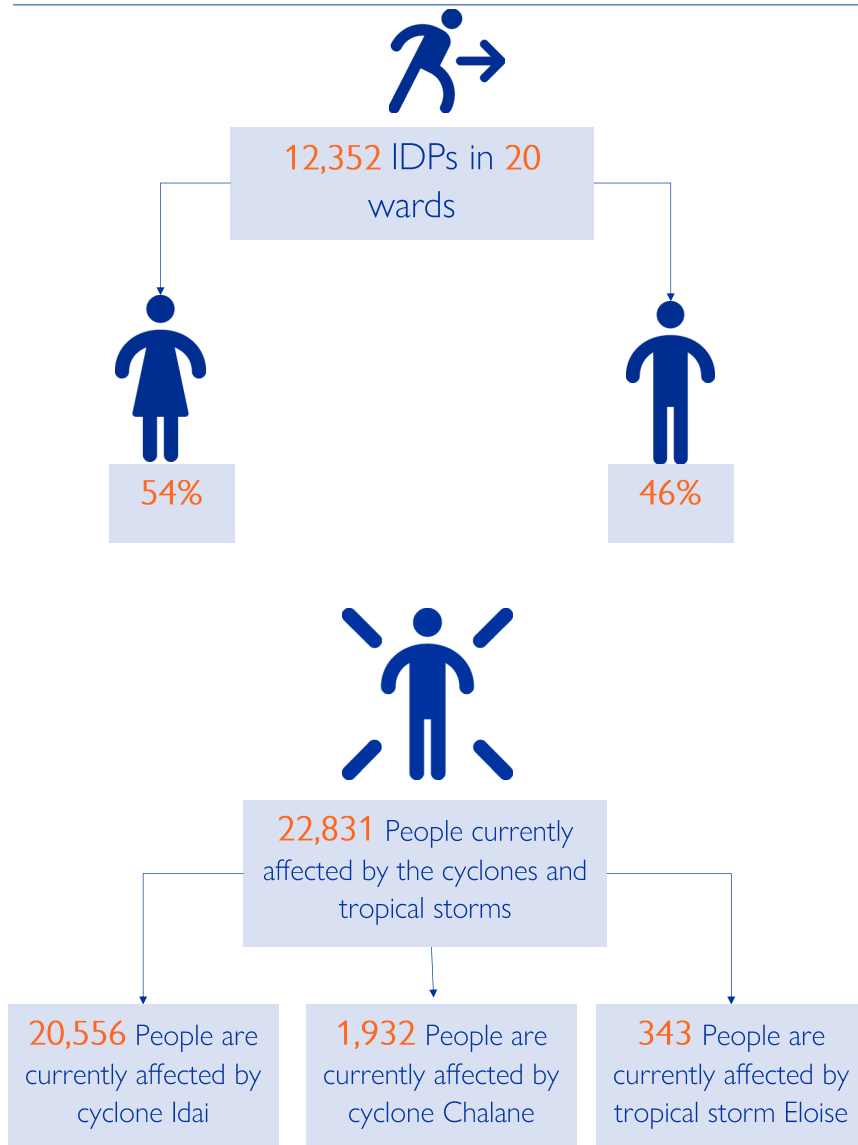 12,352 IDPs in 20
wards
54%
46%
22,831 People currently
affected by the cyclones and
tropical storms
20,556 People are
currently affected by
cyclone Idai
1,932 People are
currently affected by
cyclone Chalane
343 People are
currently affected by
tropical storm Eloise